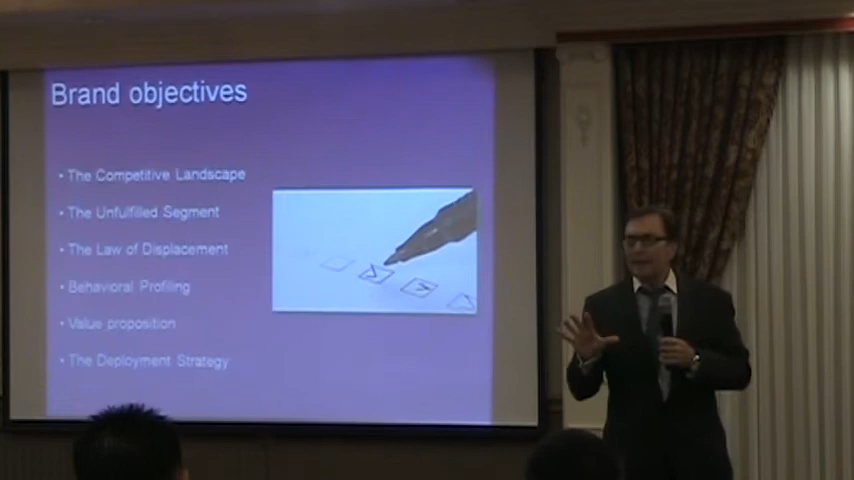 Brand objectives
• The Competitive Landscape
• The Unfulfilled Segment
• The Law of Displacement
• Behavioral Profiling
• Value proposition
• The Deployment Strategy